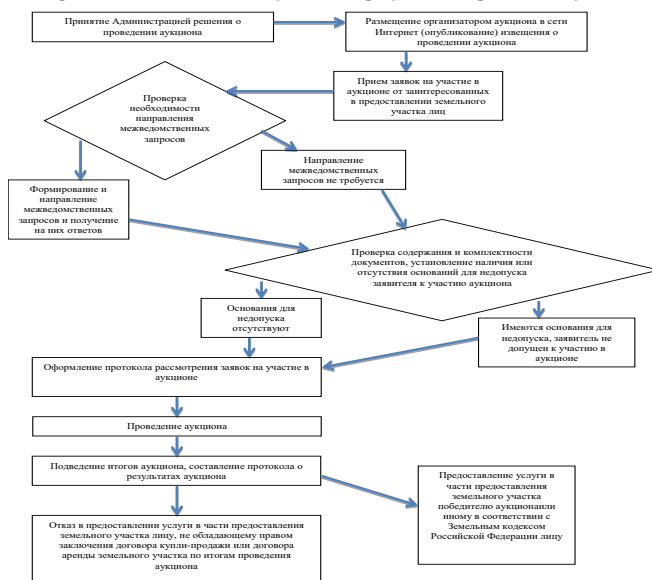 Принятие Администрацией решения о
проведении аукциона
Размещение организатором аукциона в сети
Интернет (опубликование) извещения о
проведении аукциона
Прием заявок на участие в
аукционе от заинтересованных
в предоставлении земельного
участка лиц
Проверка
необходимости
направления
межведомственных
запросов
Направление
межведомственных
запросов не требуется
Формирование и
направление
межведомственных
запросов и получение
на них ответов
Проверка содержания и комплектности
документов, установление наличия или
отсутствия оснований для недопуска
заявителя к участию аукциона
Основания для
недопуска
отсутствуют
Имеются основания для
недопуска, заявитель не
допущен к участию в
аукционе
Оформление протокола рассмотрения заявок на участие в
аукционе
Проведение аукциона
Подведение итогов аукциона, составление протокола о
результатах аукциона
Предоставление услуги в
части предоставления
земельного участка
победителю аукционаили
иному в соответствии с
Земельным кодексом
Российской Федерации лицу
Отказ в предоставлении услуги в части предоставления
земельного участка лицу, не обладающему правом
заключения договора купли-продажи или договора
аренды земельного участка по итогам проведения
аукциона